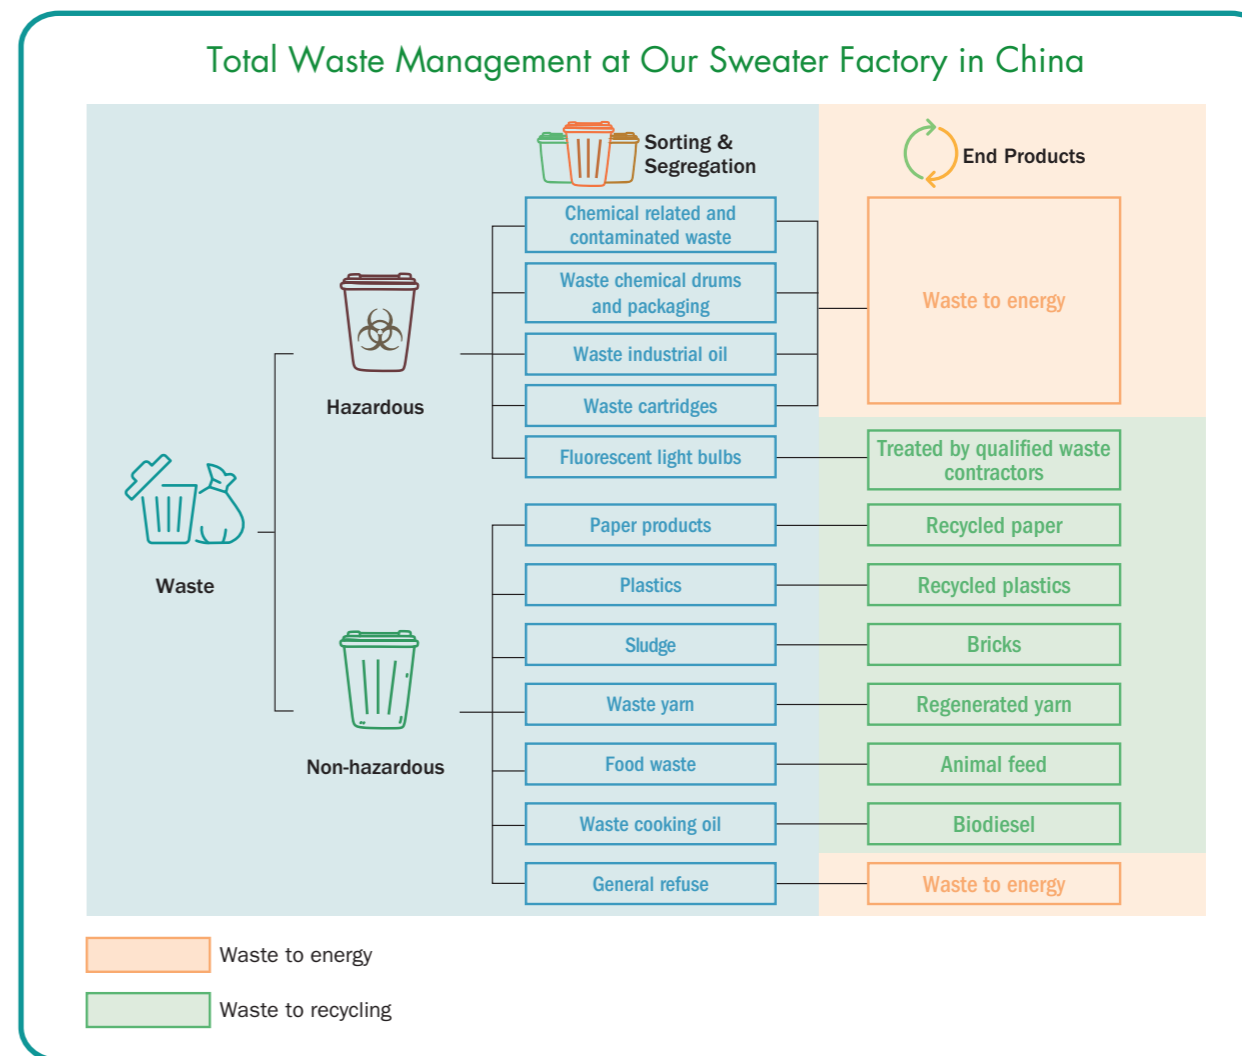 Total Waste Management at Our Sweater Factory in China
Sorting &
Segregation
End Products
Chemical related and
contaminated waste
Waste chemical drums
and packaging
Waste to energy
Waste industrial oil
Hazardous
Waste cartridges
Fluorescent light bulbs
Treated by qualified waste
contractors
Paper products
Recycled paper
Waste
Plastics
Recycled plastics
Sludge
Bricks
Waste yarn
Regenerated yarn
Non-hazardous
Food waste
Animal feed
Waste cooking oil
Biodiesel
General refuse
Waste to energy
Waste to energy
Waste to recycling